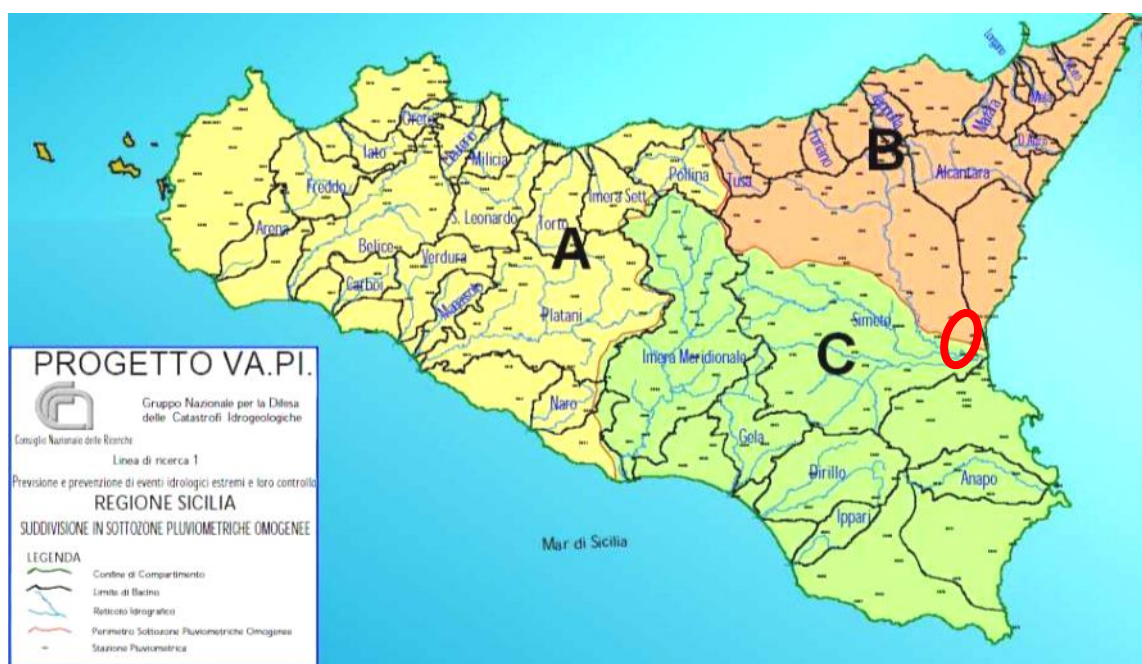 PROGETTO VA.PI.
Gruppo Nazionale per la Difesa
delle Catastrofi Idrogeologiche
Consiglio Nazionale delle Ricerche
Linea di ricerca 1
Previsione e prevenzione di eventi idrologici estremi e loro controllo
REGIONE SICILIA
SUDDIVISIONE IN SOTTOZONE PLUVIOMETRICHE OMOGENEE
LEGENDA
Confine di Compartimento
Limite di Bacino
Reticolo Idrografico
Perimetro Sottozone Pluviometriche Omogenee
Stazione Pluviometrica
Oreto
Iato
Milicia
Freddo
Arena
S. Leonardo
Torto
Imera Sett.
Pollina
Tusa
A
Belice
Verdura
Carboi
Magazzolo
Platani
Naro
B
Alcantara
Mela
Simeto
C
Imera Meridionale
Gela
Dirillo
Ippari
Anapo
Mar di Sicilia